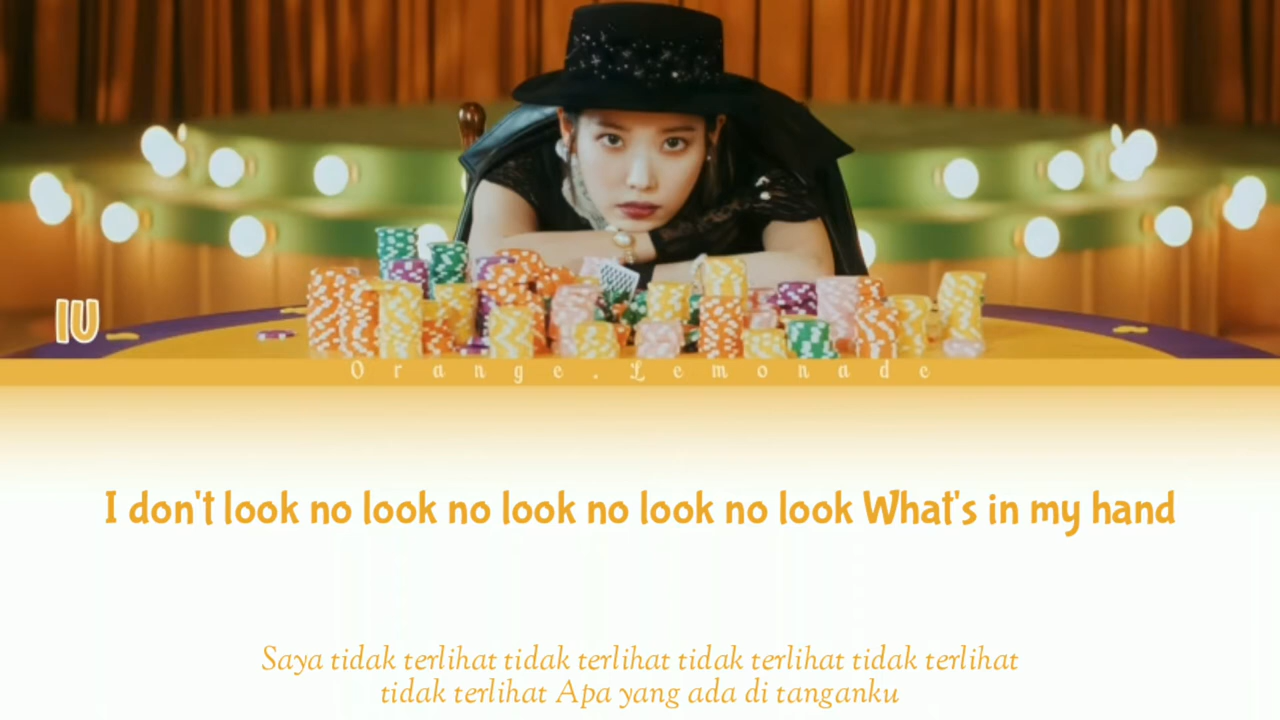 IU
Orange.Lemonade
I don't look no look no look no look no look What's in my hand
Saya tidak terlihat tidak terlihat tidak terlihat tidak terlihat
tidak terlihat Apa yang ada di tanganku